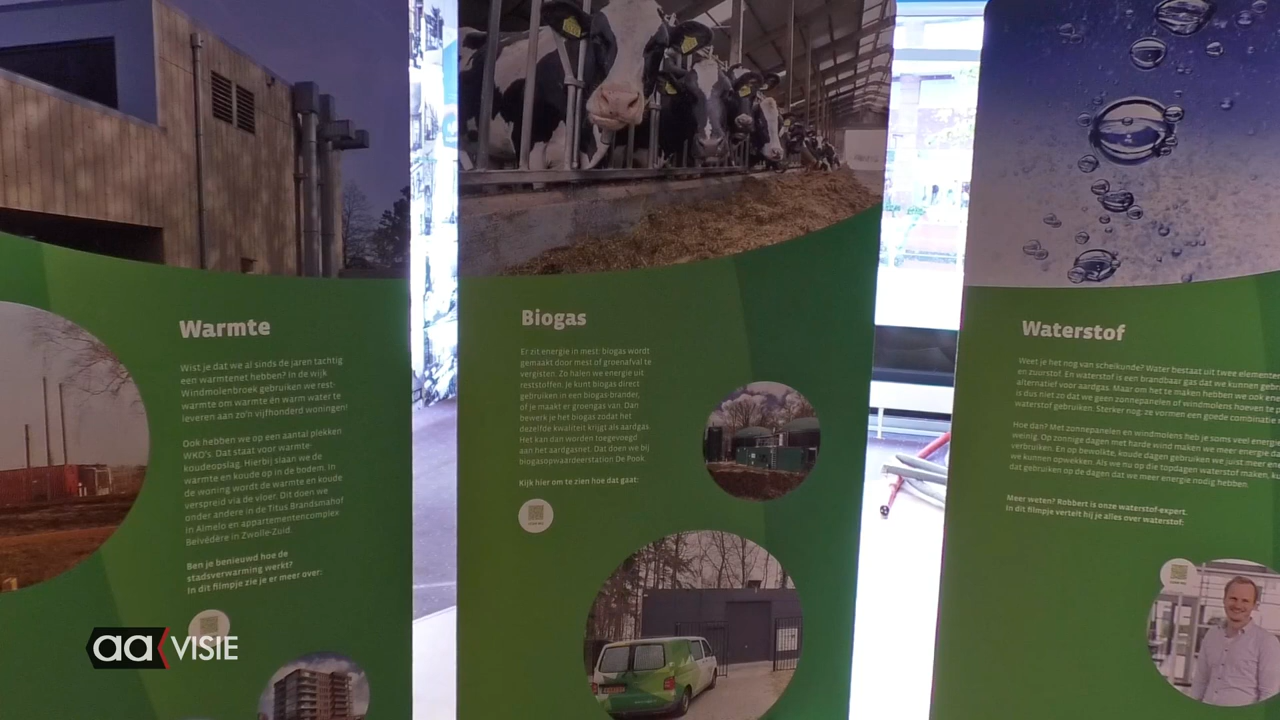 Warmte
Wist je dat we al sinds de jaren tachtig
een warmtenet hebben? In de wijk
Windmolenbroek gebruiken we rest-
warmte om warmte én warm water te
leveren aan zo'n vijfhonderd woningen!
Ook hebben we op een aantal plekken
WKO's. Dat staat voor warmte-
koudeopslag. Hierbij slaan we de
warmte en koude op in de bodem. In
de woning wordt de warmte en koude
verspreid via de vloer. Dit doen we
onder andere in de Titus Brandsmahof
in Almelo en appartementencomplex
Belvédère in Zwolle-Zuid.
Ben je benieuwd hoe de
stadsverwarming werkt?
In dit filmpje zie je er meer over:
Biogas
Er zit energie in mest: biogas wordt
gemaakt door mest of groenafval te
vergisten. Zo halen we energie uit
reststoffen. Je kunt biogas direct
gebruiken in een biogas-brander,
of je maakt er groengas van. Dan
bewerk je het biogas zodat het
dezelfde kwaliteit krijgt als aardgas.
Het kan dan worden toegevoegd
aan het aardgasnet. Dat doen we bij
biogasopwaardeerstation De Pook.
Kijk hier om te zien hoe dat gaat:
Waterstof
Weet je het nog van scheikunde? Water bestaat uit twee elementen
en zuurstof. En waterstof is een brandbaar gas dat we kunnen
alternatief voor aardgas. Maar om het te maken hebben we ook
is dus niet zo dat we geen zonnepanelen of windmolens hoeven te
waterstof gebruiken. Sterker nog: ze vormen een goede combinatie
Hoe dan? Met zonnepanelen en windmolens heb je soms veel energie
weinig. Op zonnige dagen met harde wind maken we meer energie
verbruiken. En op bewolkte, koude dagen gebruiken we juist meer
we kunnen opwekken. Als we nu die topdagen waterstof maken,
dat gebruiken op de dagen dat we meer energie nodig hebben.
Meer weten? Robbert is onze waterstof-expert.
In dit filmpje vertelt hij je alles over waterstof:
aa VISIE